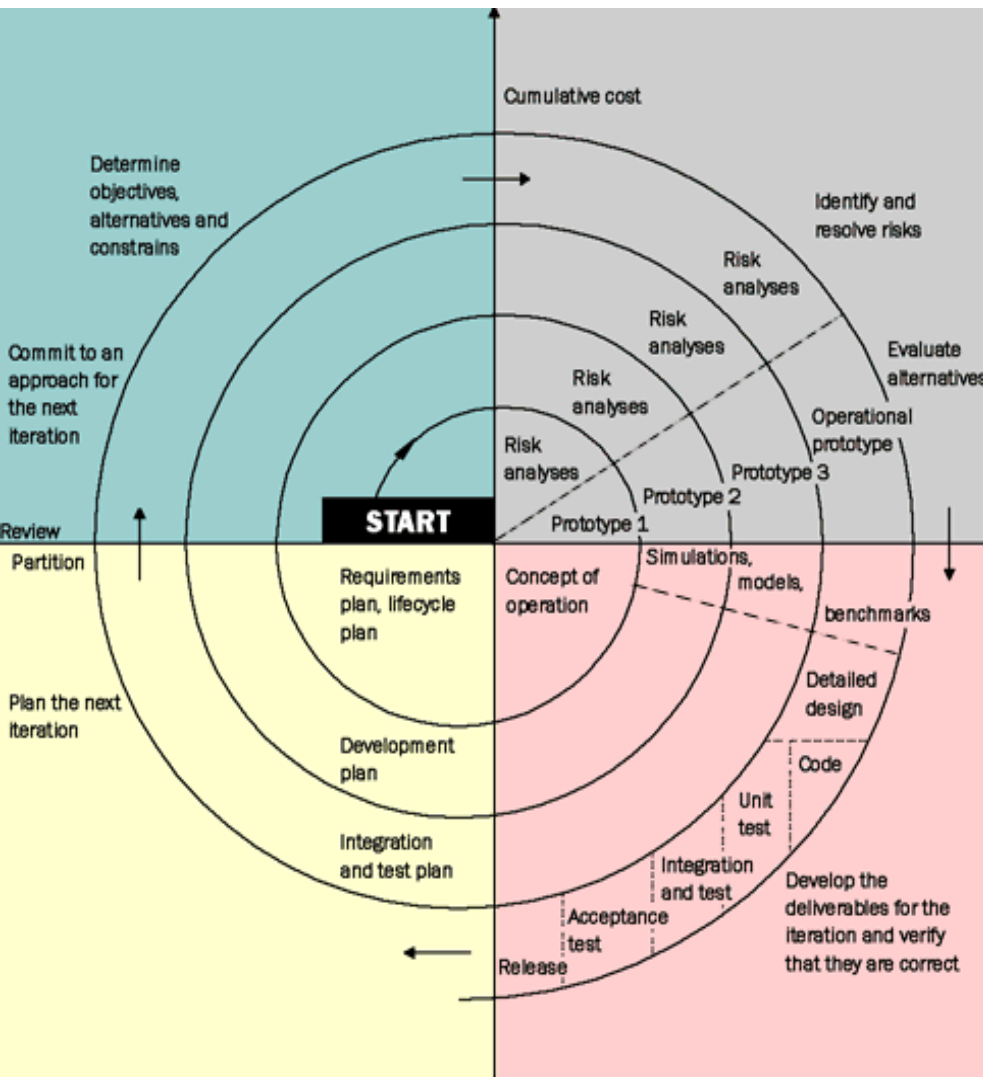 Cumulative cost
Determine
objectives,
alternatives and
constrains
Identify and
resolve risks
Risk
analyses
Risk
analyses
Commit to an
approach for
the next
iteration
Evaluate
alternatives
Risk
analyses
Operational
prototype
Risk
analyses
Prototype 3
Prototype 2
START
Prototype 1
Review
Partition
Requirements
plan, lifecycle
plan
Concept of
operation
Simulations,
models,
benchmarks
Plan the next
iteration
Detailed
design
Development
plan
Code
Unit
test
Integration
and test plan
Integration
and test
Develop the
deliverables for the
iteration and verify
that they are correct
Acceptance
test
Release